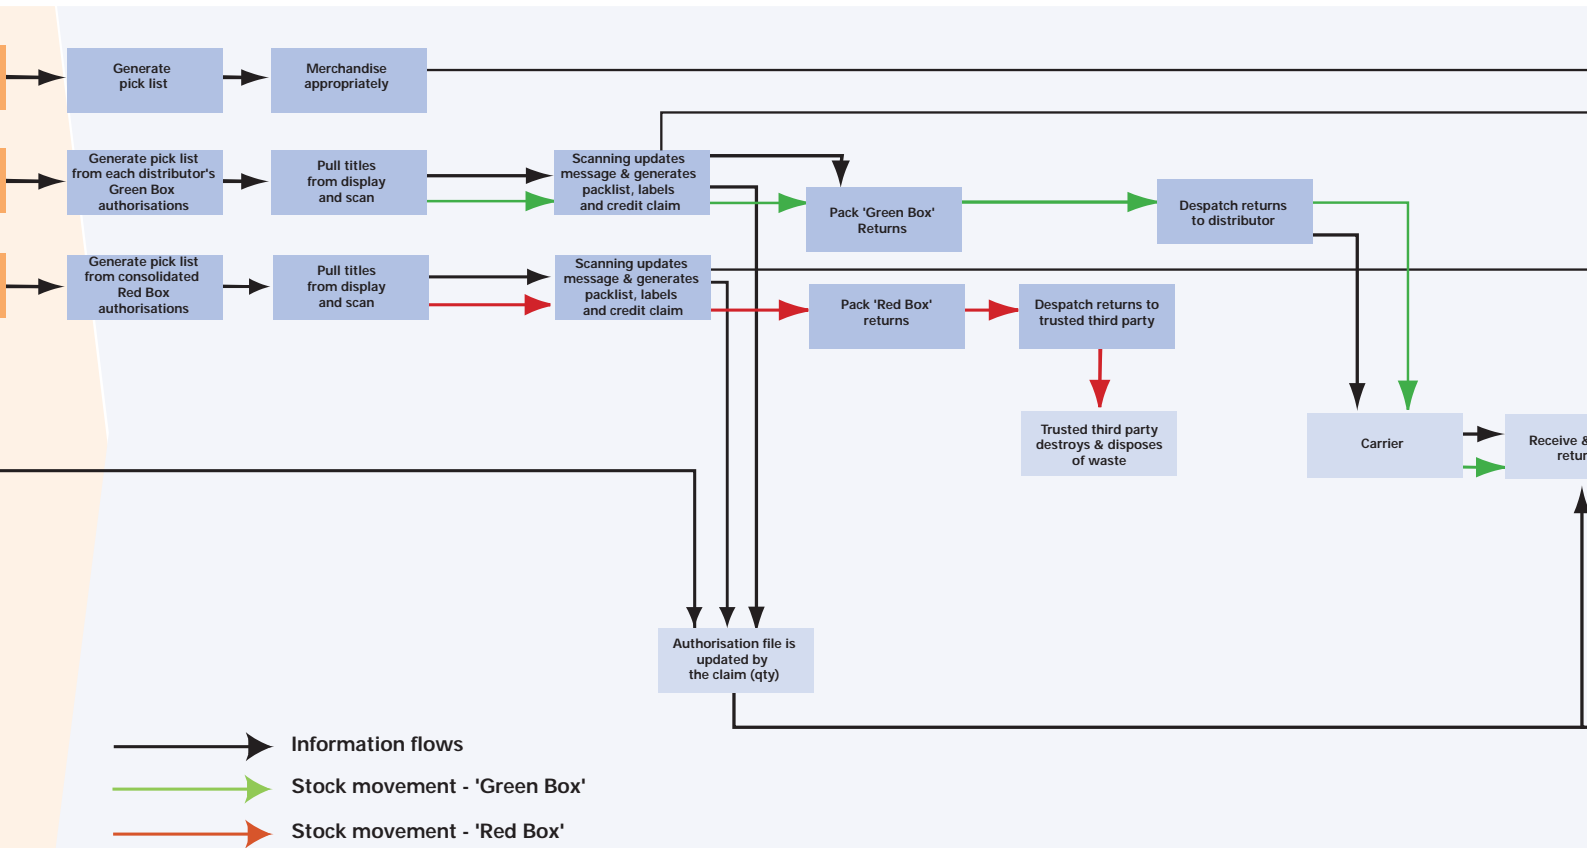 Generate
pick list
Merchandise
appropriately
Generate pick list
from each distributor's
Green Box
authorisations
Pull titles
from display
and scan
Scanning updates
message & generates
packlist, labels
and credit claim
Pack 'Green Box'
Returns
Despatch returns
to distributor
Generate pick list
from consolidated
Red Box
authorisations
Pull titles
from display
and scan
Scanning updates
message & generates
packlist, labels
and credit claim
Pack 'Red Box'
returns
Despatch returns to
trusted third party
Trusted third party
destroys & disposes
of waste
Carrier
Receive &
retur
Authorisation file is
updated by
the claim (qty)
Information flows
Stock movement - 'Green Box'
Stock movement - 'Red Box'